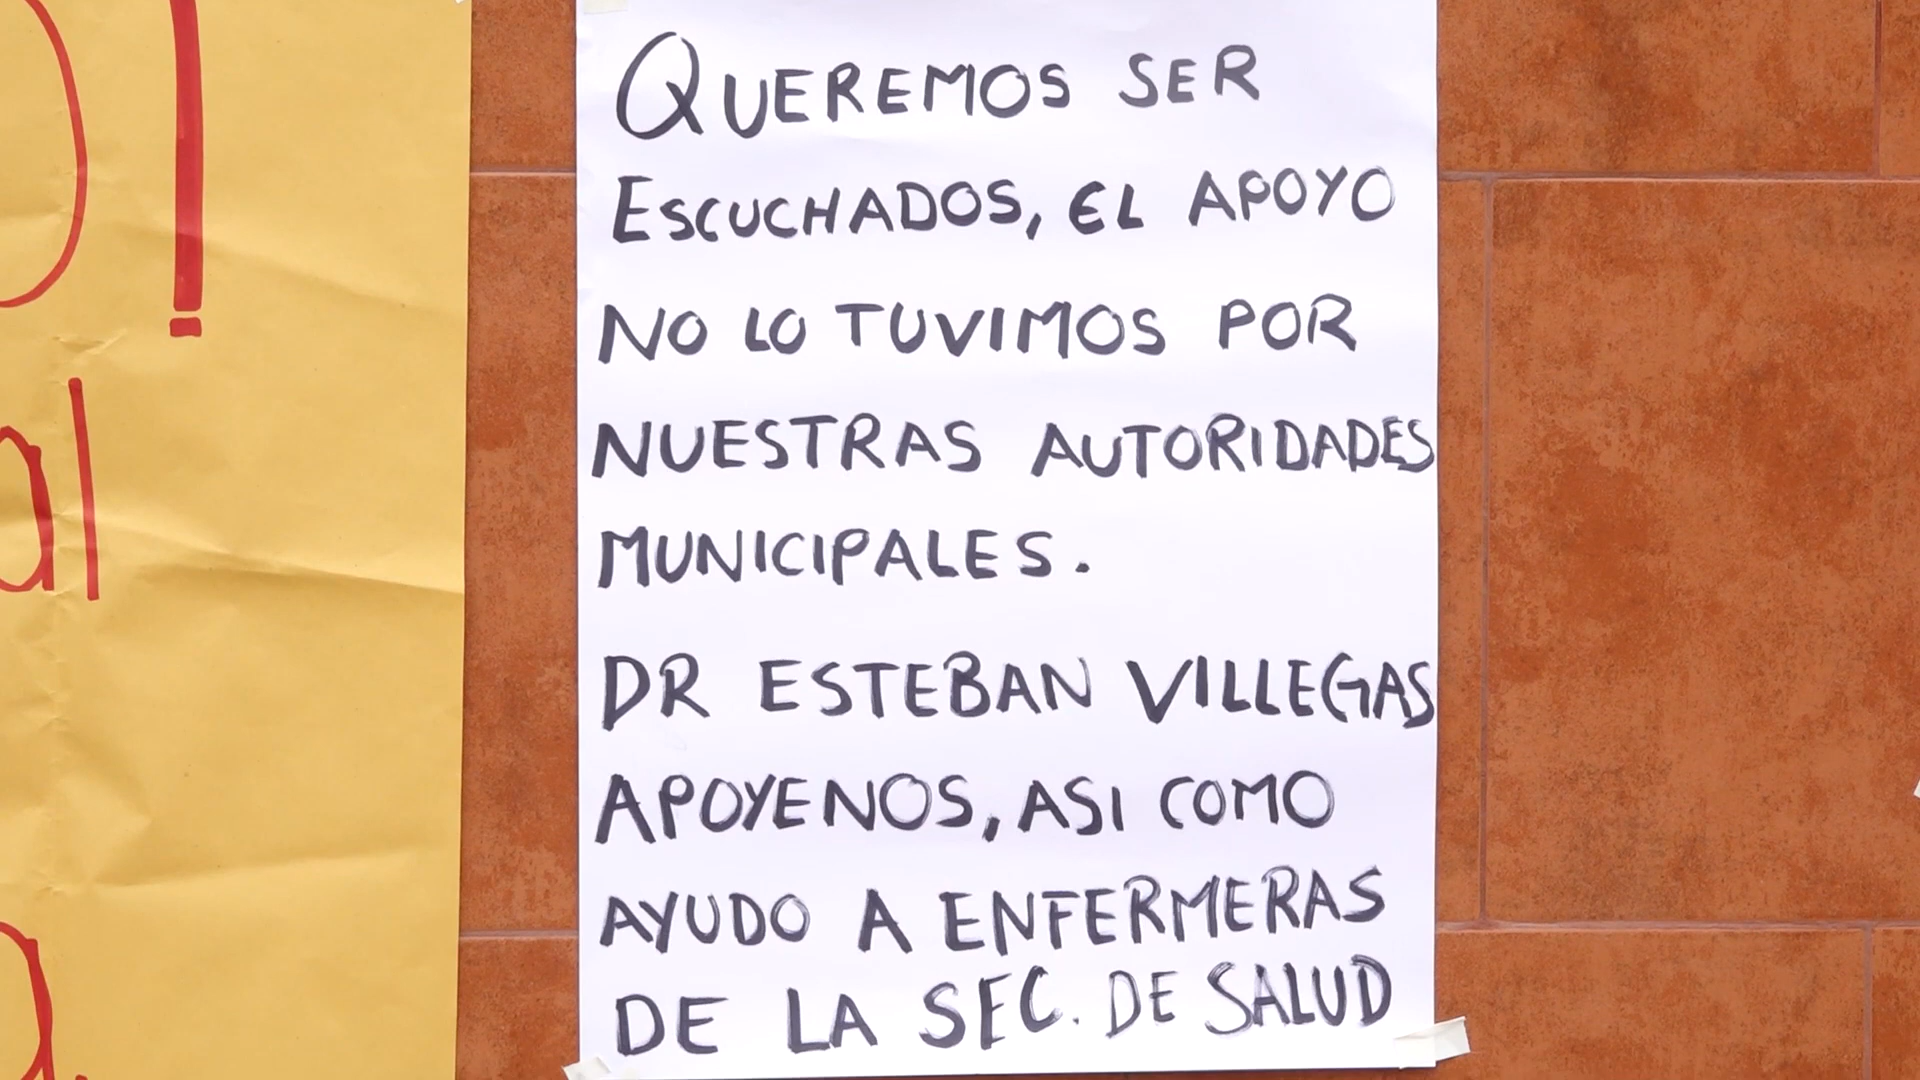 QUEREMOS SER
ESCUCHADOS, EL APOYO
NO LO TUVIMOS POR
NUESTRAS AUTORIDADES
MUNICIPALES.
DR ESTEBAN VILLEGAS
APOYENOS, ASI COMO
AYUDO A ENFERMERAS
DE LA SEC. DE SALUD